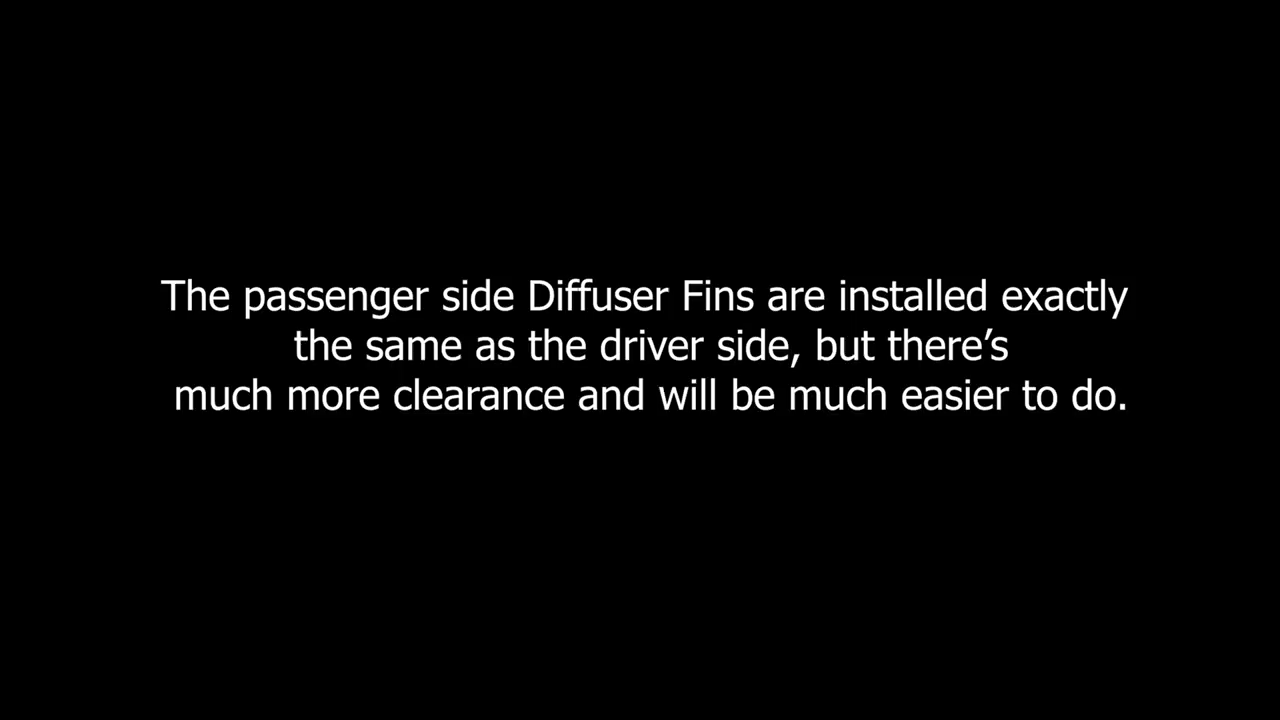 The passenger side Diffuser Fins are installed exactly
the same as the driver side, but there’s
much more clearance and will be much easier to do.